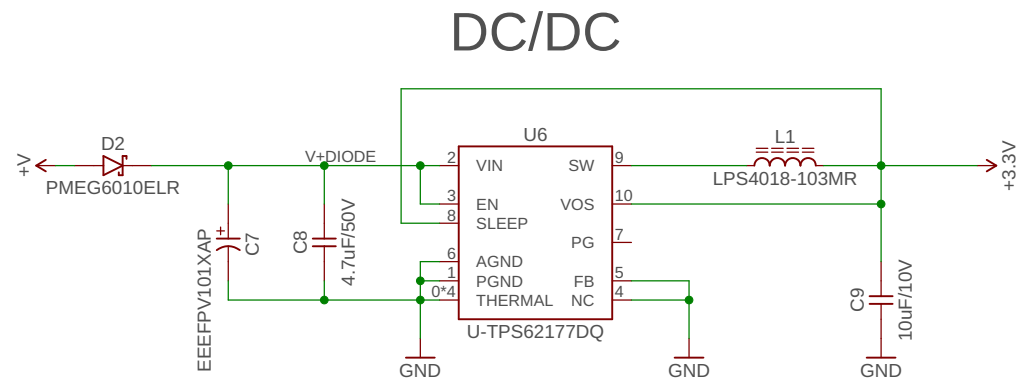 DC/DC
+V
D2
PMEG6010ELR
V+DIODE
EEEFPV101XAP
+
C7
C8
4.7uF/50V
U6
2 VIN
3 EN
8 SLEEP
6 AGND
1 PGND
0*4 THERMAL
SW 9
VOS 10
PG 7
FB 5
NC 4
U-TPS62177DQ
L1
LPS4018-103MR
+3.3V
C9
10uF/10V
GND
GND
GND